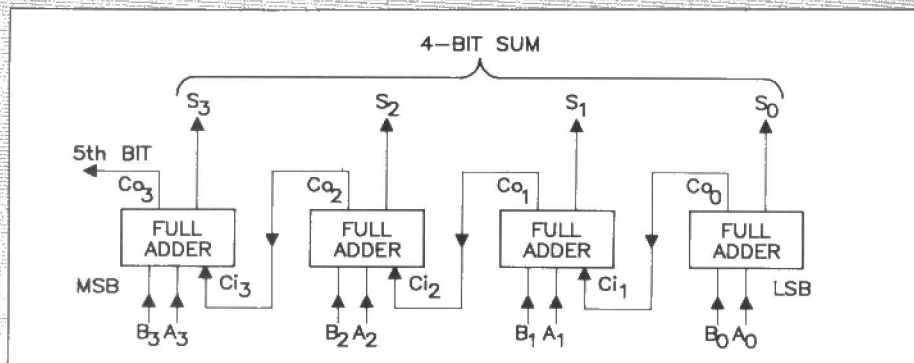 4-BIT SUM
S3 S2 S1 S0
5th BIT
Co3 Co2 Co1 Co0
FULL ADDER FULL ADDER FULL ADDER FULL ADDER
MSB Ci3 Ci2 Ci1 LSB
B3 A3 B2 A2 B1 A1 B0 A0